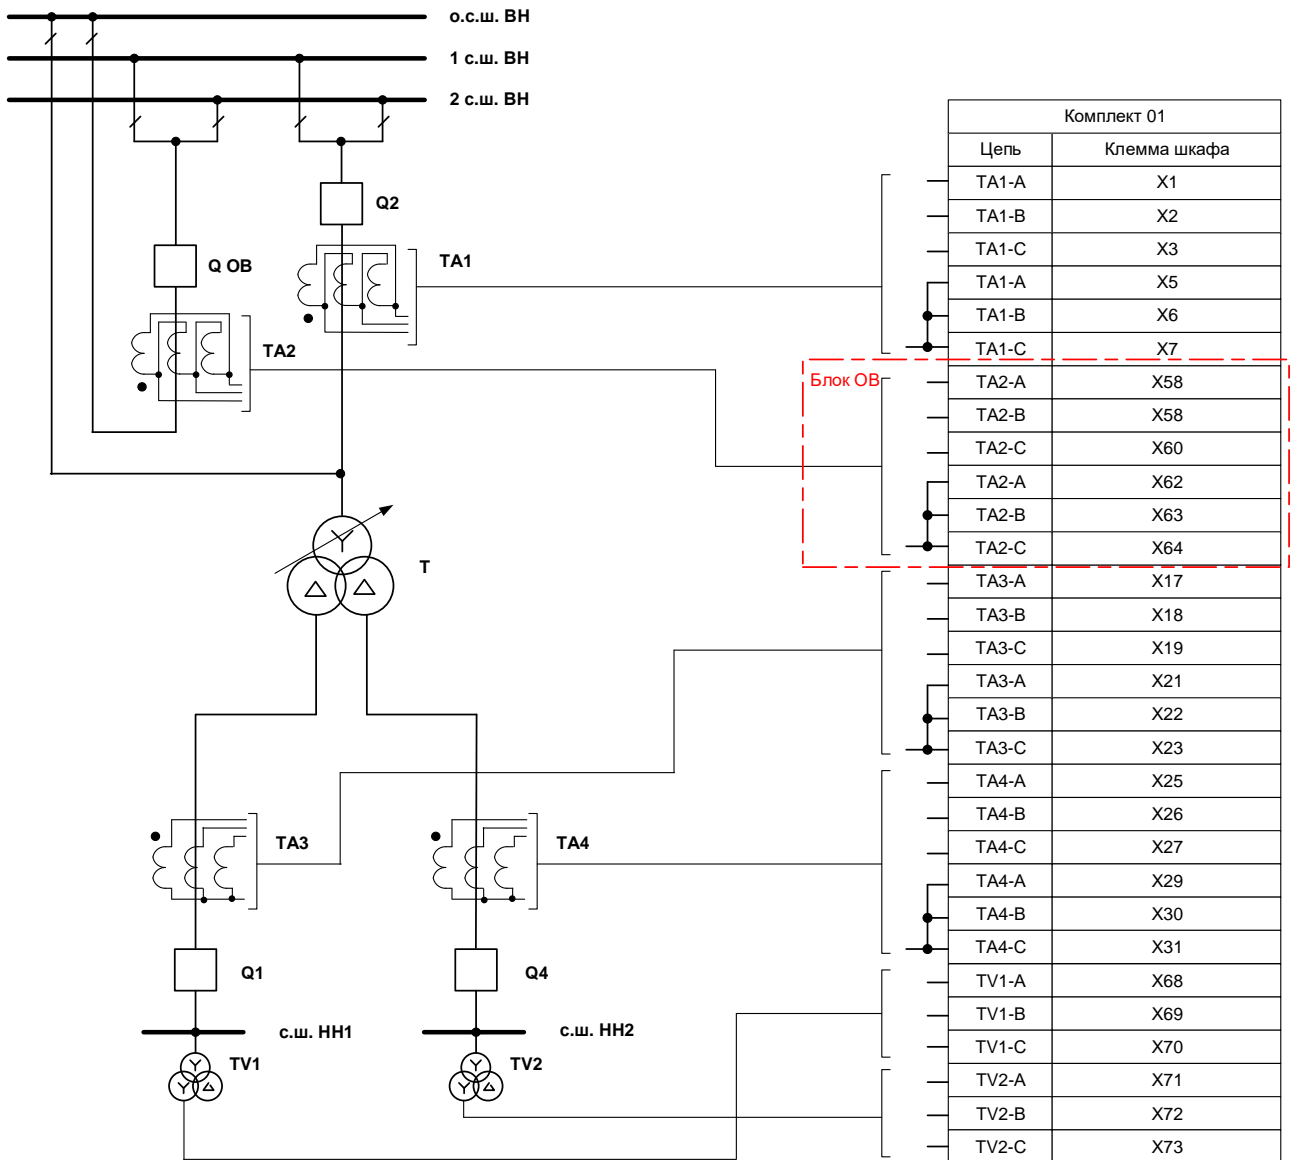 о.с.ш. ВН
1 с.ш. ВН
2 с.ш. ВН
Q2
Q ОВ
TA1
TA2
T
TA3
TA4
Q1
Q4
с.ш. НН1
с.ш. НН2
TV1
TV2
Блок ОВ
Комплект 01
Цепь Клемма шкафа
TA1-A X1
TA1-B X2
TA1-C X3
TA1-A X5
TA1-B X6
TA1-C X7
TA2-A X58
TA2-B X58
TA2-C X60
TA2-A X62
TA2-B X63
TA2-C X64
TA3-A X17
TA3-B X18
TA3-C X19
TA3-A X21
TA3-B X22
TA3-C X23
TA4-A X25
TA4-B X26
TA4-C X27
TA4-A X29
TA4-B X30
TA4-C X31
TV1-A X68
TV1-B X69
TV1-C X70
TV2-A X71
TV2-B X72
TV2-C X73